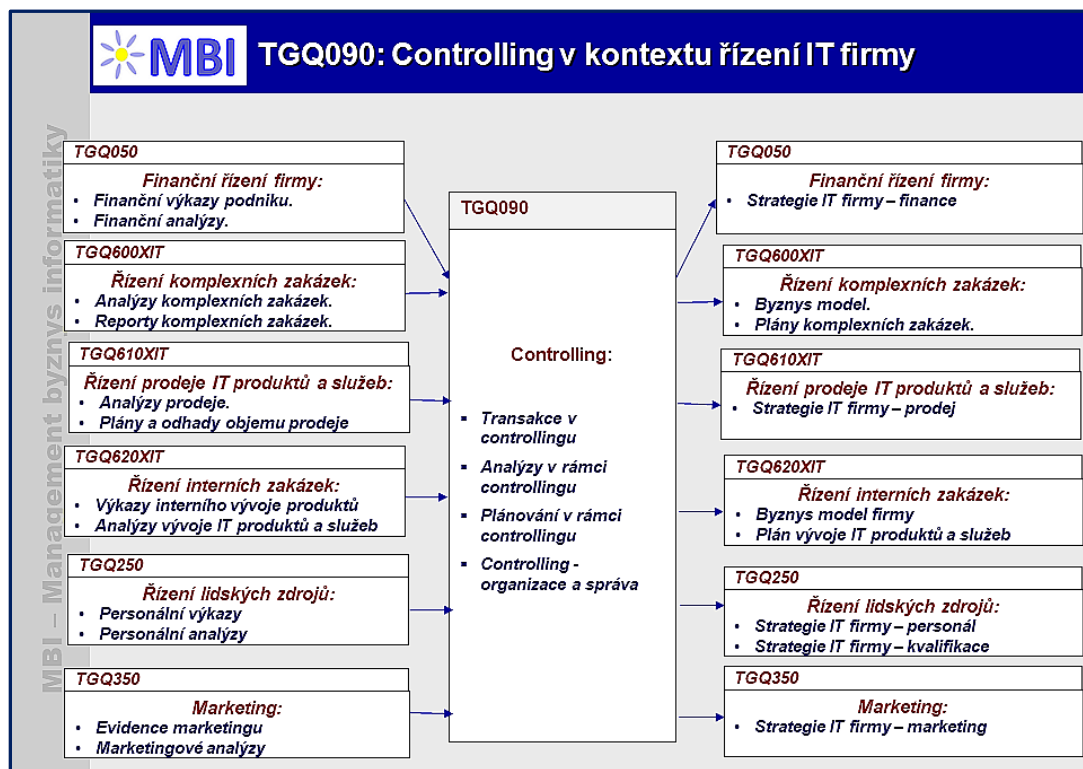 MBI
TGQ090: Controlling v kontextu řízení IT firmy
MBI – Management byznys informatiky
TGQ050
Finanční řízení firmy:
• Finanční výkazy podniku.
• Finanční analýzy.
TGQ600XIT
Řízení komplexních zakázek:
• Analýzy komplexních zakázek.
• Reporty komplexních zakázek.
TGQ610XIT
Řízení prodeje IT produktů a služeb:
• Analýzy prodeje.
• Plány a odhady objemu prodeje
TGQ620XIT
Řízení interních zakázek:
• Výkazy interního vývoje produktů
• Analýzy vývoje IT produktů a služeb
TGQ250
Řízení lidských zdrojů:
• Personální výkazy
• Personální analýzy
TGQ350
Marketing:
• Evidence marketingu
• Marketingové analýzy
TGQ090
Controlling:
▪ Transakce v
controllingu
▪ Analýzy v rámci
controllingu
▪ Plánování v rámci
controllingu
▪ Controlling -
organizace a správa
TGQ050
Finanční řízení firmy:
• Strategie IT firmy – finance
TGQ600XIT
Řízení komplexních zakázek:
• Byznys model.
• Plány komplexních zakázek.
TGQ610XIT
Řízení prodeje IT produktů a služeb:
• Strategie IT firmy – prodej
TGQ620XIT
Řízení interních zakázek:
• Byznys model firmy
• Plán vývoje IT produktů a služeb
TGQ250
Řízení lidských zdrojů:
• Strategie IT firmy – personál
• Strategie IT firmy – kvalifikace
TGQ350
Marketing:
• Strategie IT firmy – marketing